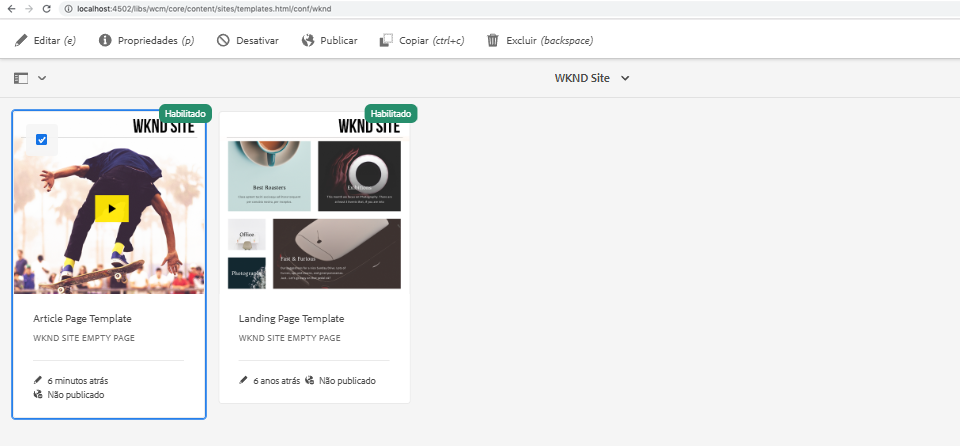 localhost:4502/libs/wcm/core/content/sites/templates.html/conf/wknd
Editar (e) Propriedades (p) Desativar Publicar Copiar (ctrl+c) Excluir (backspace)
WKND Site
Habilitado
WKND SITE
Article Page Template
WKND SITE EMPTY PAGE
6 minutos atrás
Não publicado
Habilitado
WKND SITE
Best Roasters
Office
Photography
Fast & Furious
Landing Page Template
WKND SITE EMPTY PAGE
6 anos atrás Não publicado